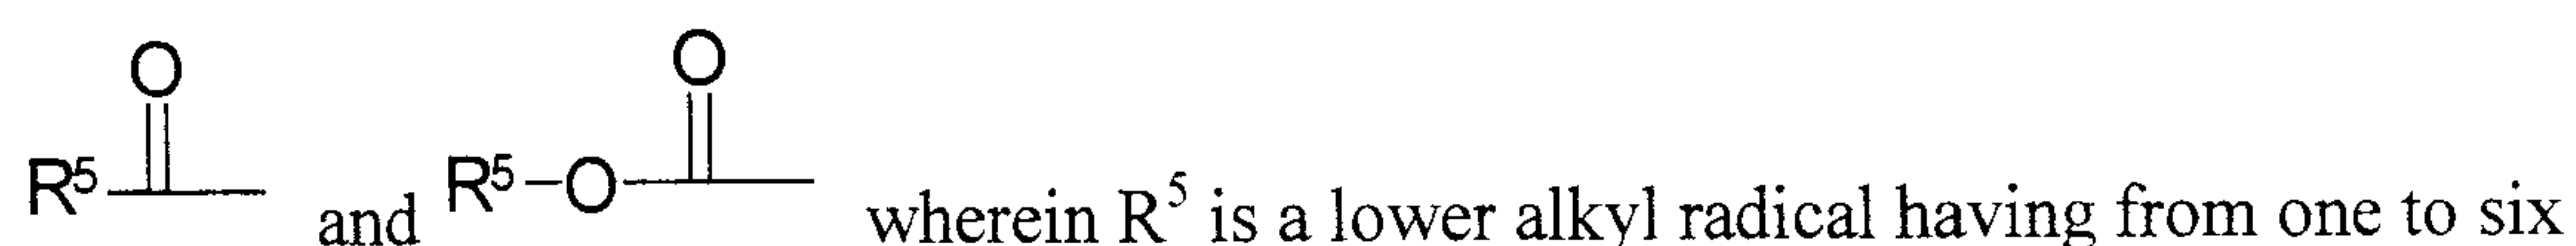 O O
R⁵ and R⁵–O wherein R⁵ is a lower alkyl radical having from one to six